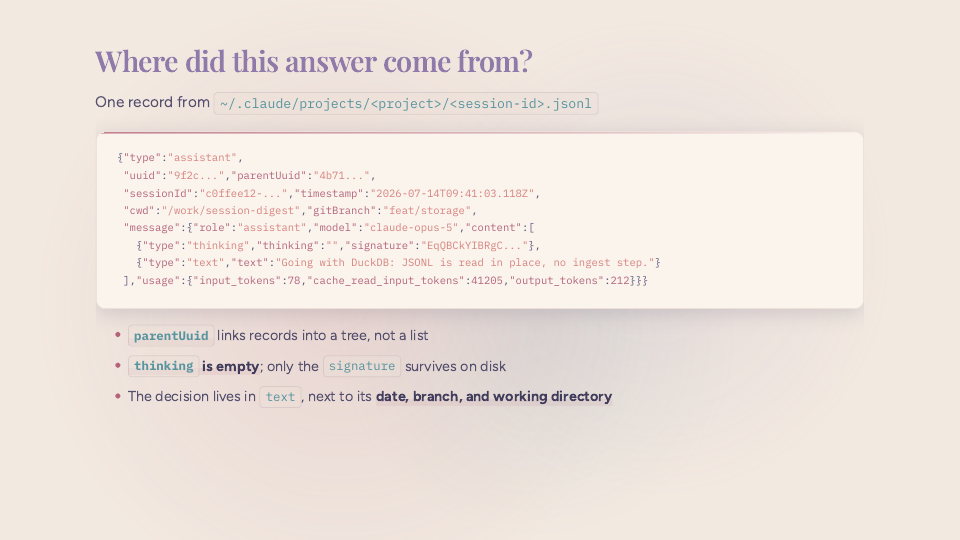 Where did this answer come from?
One record from ~/.claude/projects/<project>/<session-id>.jsonl
{"type":"assistant",
"uuid":"9f2c...","parentUuid":"4b71...",
"sessionId":"c0ffee12-...","timestamp":"2026-07-14T09:41:03.118Z",
"cwd":"/work/session-digest","gitBranch":"feat/storage",
"message":{"role":"assistant","model":"claude-opus-5","content":[
{"type":"thinking","thinking":"","signature":"EqQBCkYIBRgC..."},
{"type":"text","text":"Going with DuckDB: JSONL is read in place, no ingest step."}
],"usage":{"input_tokens":78,"cache_read_input_tokens":41205,"output_tokens":212}}}
• parentUuid links records into a tree, not a list
• thinking is empty; only the signature survives on disk
• The decision lives in text, next to its date, branch, and working directory